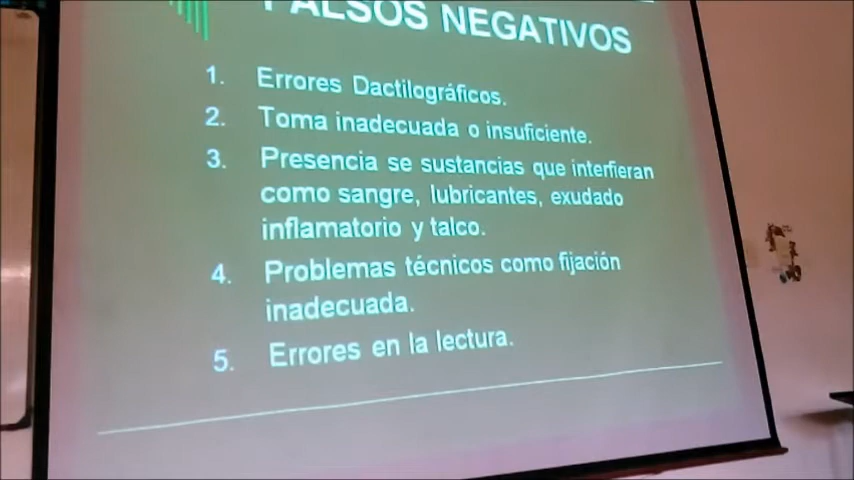 FALSOS NEGATIVOS
1. Errores Dactilográficos.
2. Toma inadecuada o insuficiente.
3. Presencia se sustancias que interfieran
como sangre, lubricantes, exudado
inflamatorio y talco.
4. Problemas técnicos como fijación
inadecuada.
5. Errores en la lectura.